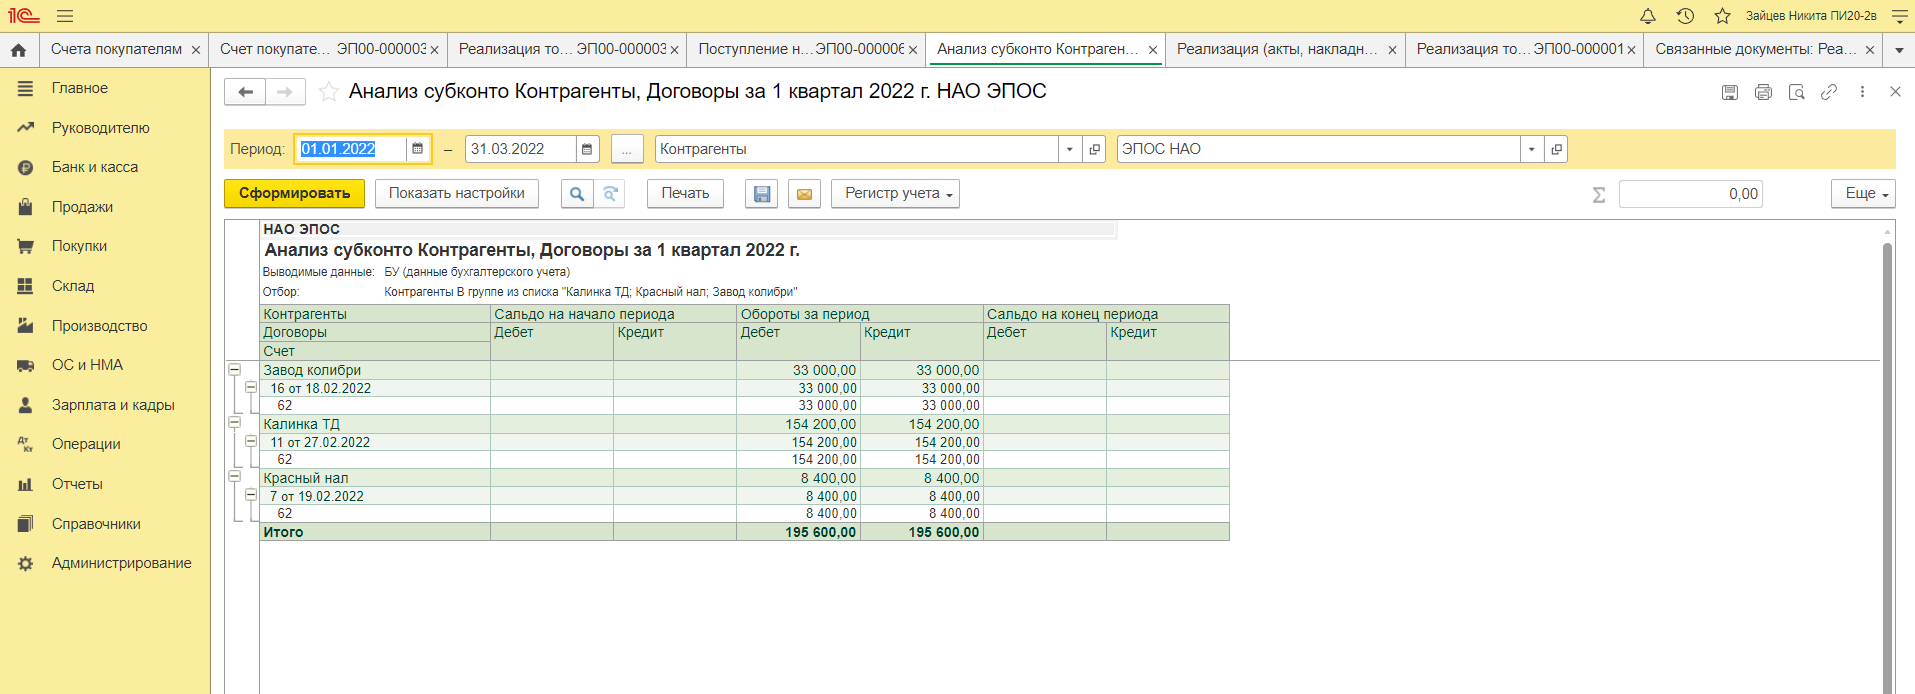 1С Зайцев Никита ПИ20-2в
Счета покупателям × Счет покупате... ЭП00-000003 × Реализация то... ЭП00-000003 × Поступление н... ЭП00-000006 × Анализ субконто Контраген... × Реализация (акты, накладн... × Реализация то... ЭП00-000001 × Связанные документы: Реа... ×
Главное
Руководителю
Банк и касса
Продажи
Покупки
Склад
Производство
ОС и НМА
Зарплата и кадры
Дт Кт Операции
Отчеты
Справочники
Администрирование
Анализ субконто Контрагенты, Договоры за 1 квартал 2022 г. НАО ЭПОС
Период: 01.01.2022 – 31.03.2022 ... Контрагенты ЭПОС НАО
Сформировать Показать настройки Печать Регистр учета Σ 0,00 Еще
НАО ЭПОС
Анализ субконто Контрагенты, Договоры за 1 квартал 2022 г.
Выводимые данные: БУ (данные бухгалтерского учета)
Отбор: Контрагенты В группе из списка "Калинка ТД; Красный нал; Завод колибри"
Контрагенты Сальдо на начало периода Обороты за период Сальдо на конец периода
Договоры Дебет Кредит Дебет Кредит Дебет Кредит
Счет
Завод колибри 33 000,00 33 000,00
16 от 18.02.2022 33 000,00 33 000,00
62 33 000,00 33 000,00
Калинка ТД 154 200,00 154 200,00
11 от 27.02.2022 154 200,00 154 200,00
62 154 200,00 154 200,00
Красный нал 8 400,00 8 400,00
7 от 19.02.2022 8 400,00 8 400,00
62 8 400,00 8 400,00
Итого 195 600,00 195 600,00